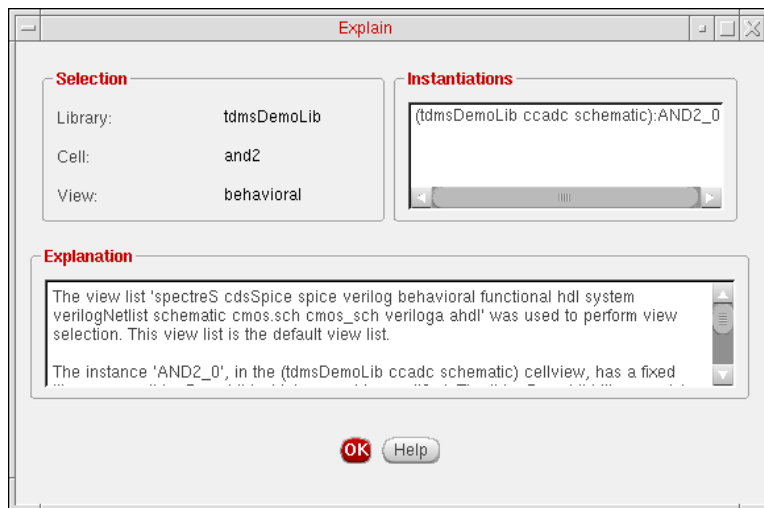 Explain
Selection
Library: tdmsDemoLib
Cell: and2
View: behavioral
Instantiations
(tdmsDemoLib ccadc schematic):AND2_0
Explanation
The view list 'spectreS cdsSpice spice verilog behavioral functional hdl system
verilogNetlist schematic cmos.sch cmos_sch veriloga ahdl' was used to perform view
selection. This view list is the default view list.
The instance 'AND2_0', in the (tdmsDemoLib ccadc schematic) cellview, has a fixed
OK Help